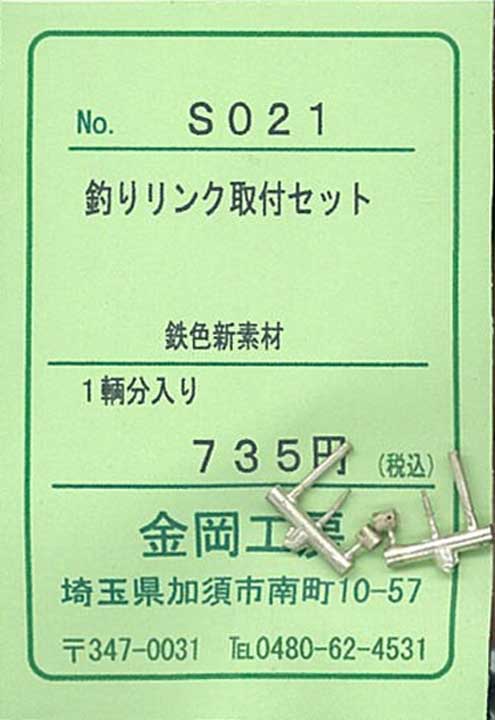 No. S021
釣りリンク取付セット
鉄色新素材
1輌分入り
735円 (税込)
金岡工房
埼玉県加須市南町10-57
〒347-0031 TEL0480-62-4531